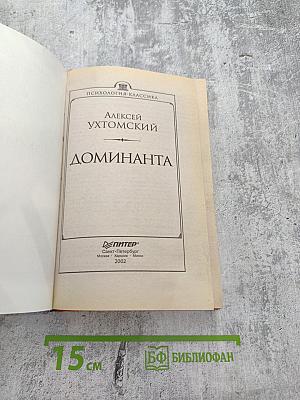 ПСИХОЛОГИЯ-КЛАССИКА
АЛЕКСЕЙ
УХТОМСКИЙ
ДОМИНАНТА
ПИТЕР®
Санкт-Петербург
Москва • Харьков • Минск
2002
15 см
БФ БИБЛИОФАН